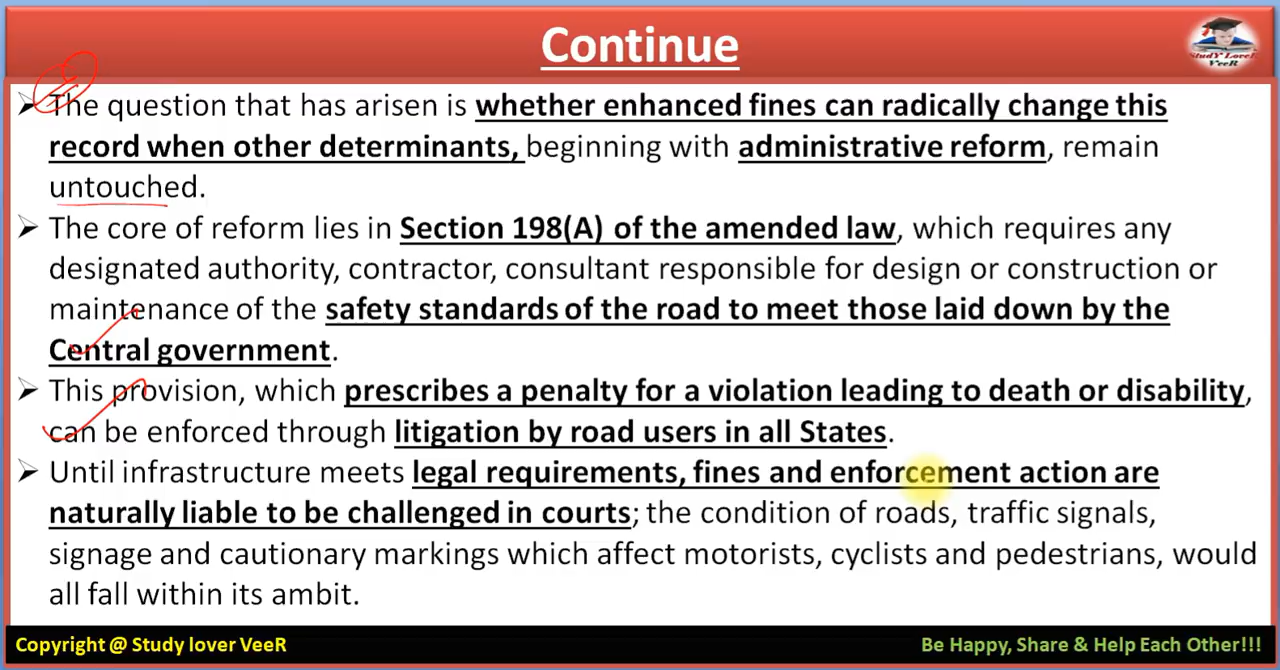 Continue
StudY LoveR
VeeR
The question that has arisen is whether enhanced fines can radically change this
record when other determinants, beginning with administrative reform, remain
untouched.
The core of reform lies in Section 198(A) of the amended law, which requires any
designated authority, contractor, consultant responsible for design or construction or
maintenance of the safety standards of the road to meet those laid down by the
Central government.
This provision, which prescribes a penalty for a violation leading to death or disability,
can be enforced through litigation by road users in all States.
Until infrastructure meets legal requirements, fines and enforcement action are
naturally liable to be challenged in courts; the condition of roads, traffic signals,
signage and cautionary markings which affect motorists, cyclists and pedestrians, would
all fall within its ambit.
Copyright @ Study lover VeeR
Be Happy, Share & Help Each Other!!!